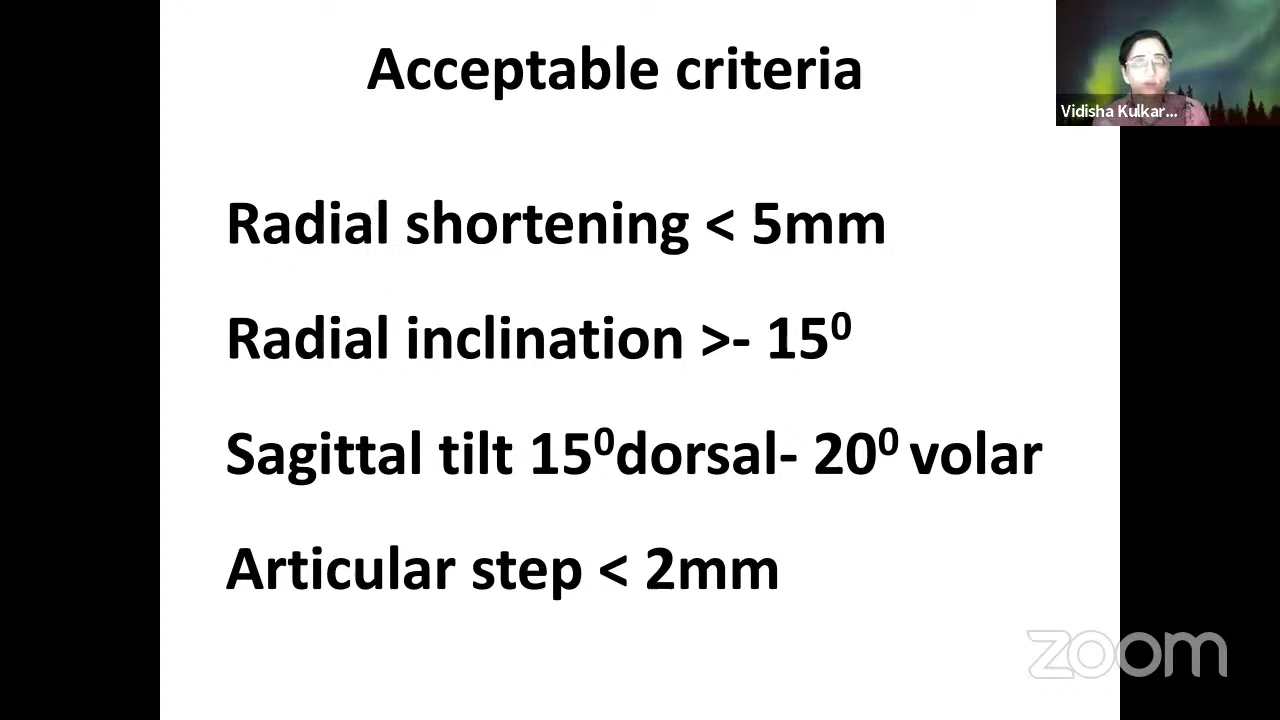 Acceptable criteria
Vidisha Kulkar...
Radial shortening < 5mm
Radial inclination >- 15⁰
Sagittal tilt 15⁰dorsal- 20⁰ volar
Articular step < 2mm
zoom